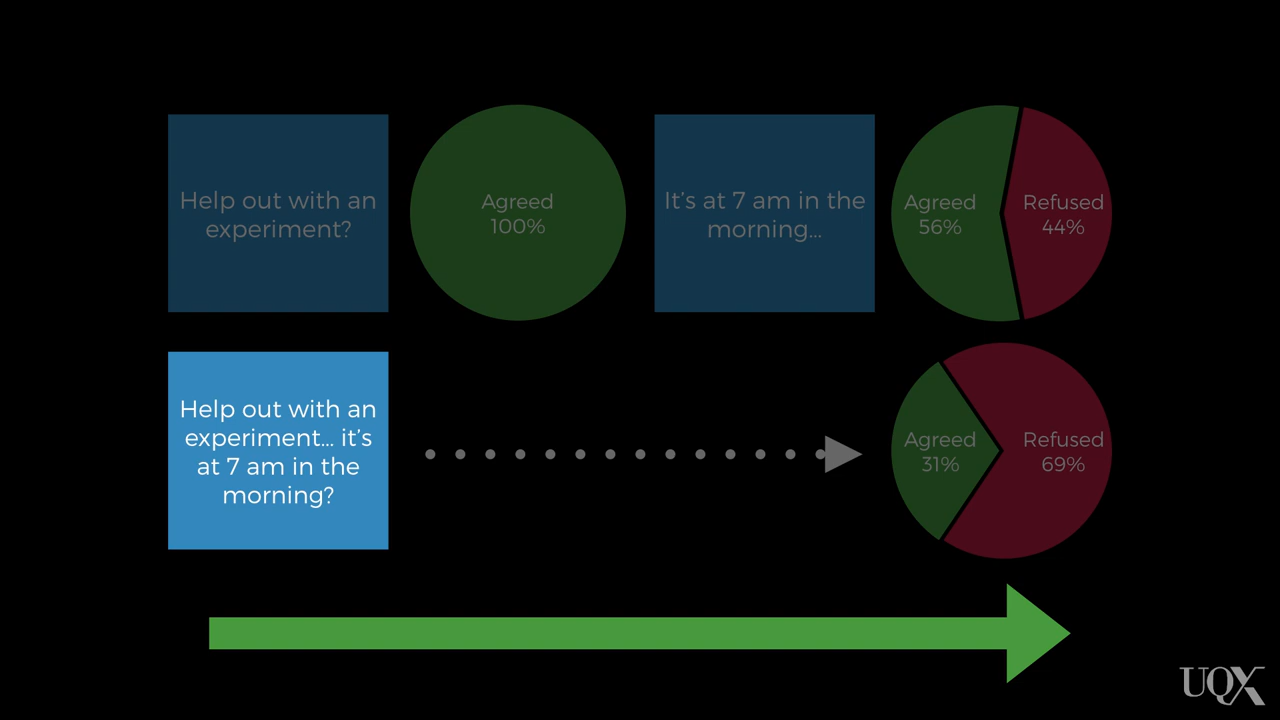 Help out with an
experiment?
Agreed
100%
It's at 7 am in the
morning...
Agreed
56%
Refused
44%
Help out with an
experiment... it's
at 7 am in the
morning?
Agreed
31%
Refused
69%
UQX